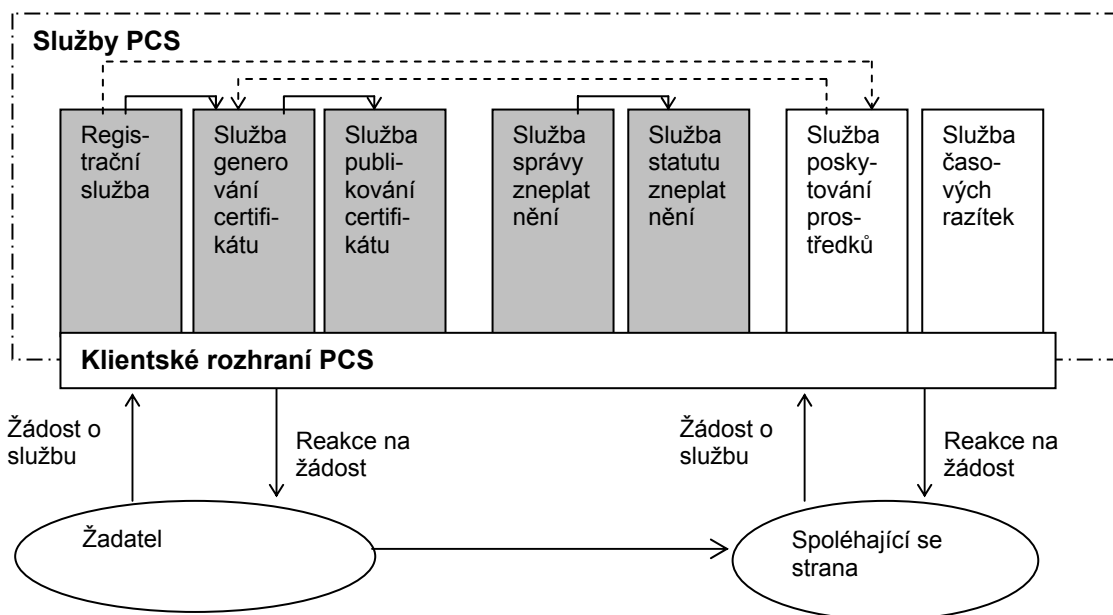 Služby PCS
Regis-
trační
služba
Služba
genero
vání
certifi-
kátu
Služba
publi-
kování
certifi-
kátu
Služba
správy
zneplat
nění
Služba
statutu
zneplat
nění
Služba
posky-
tování
pros-
tředků
Služba
časo-
vých
razítek
Klientské rozhraní PCS
Žádost o
službu
Reakce na
žádost
Žádost o
službu
Reakce na
žádost
Žadatel
Spoléhající se
strana